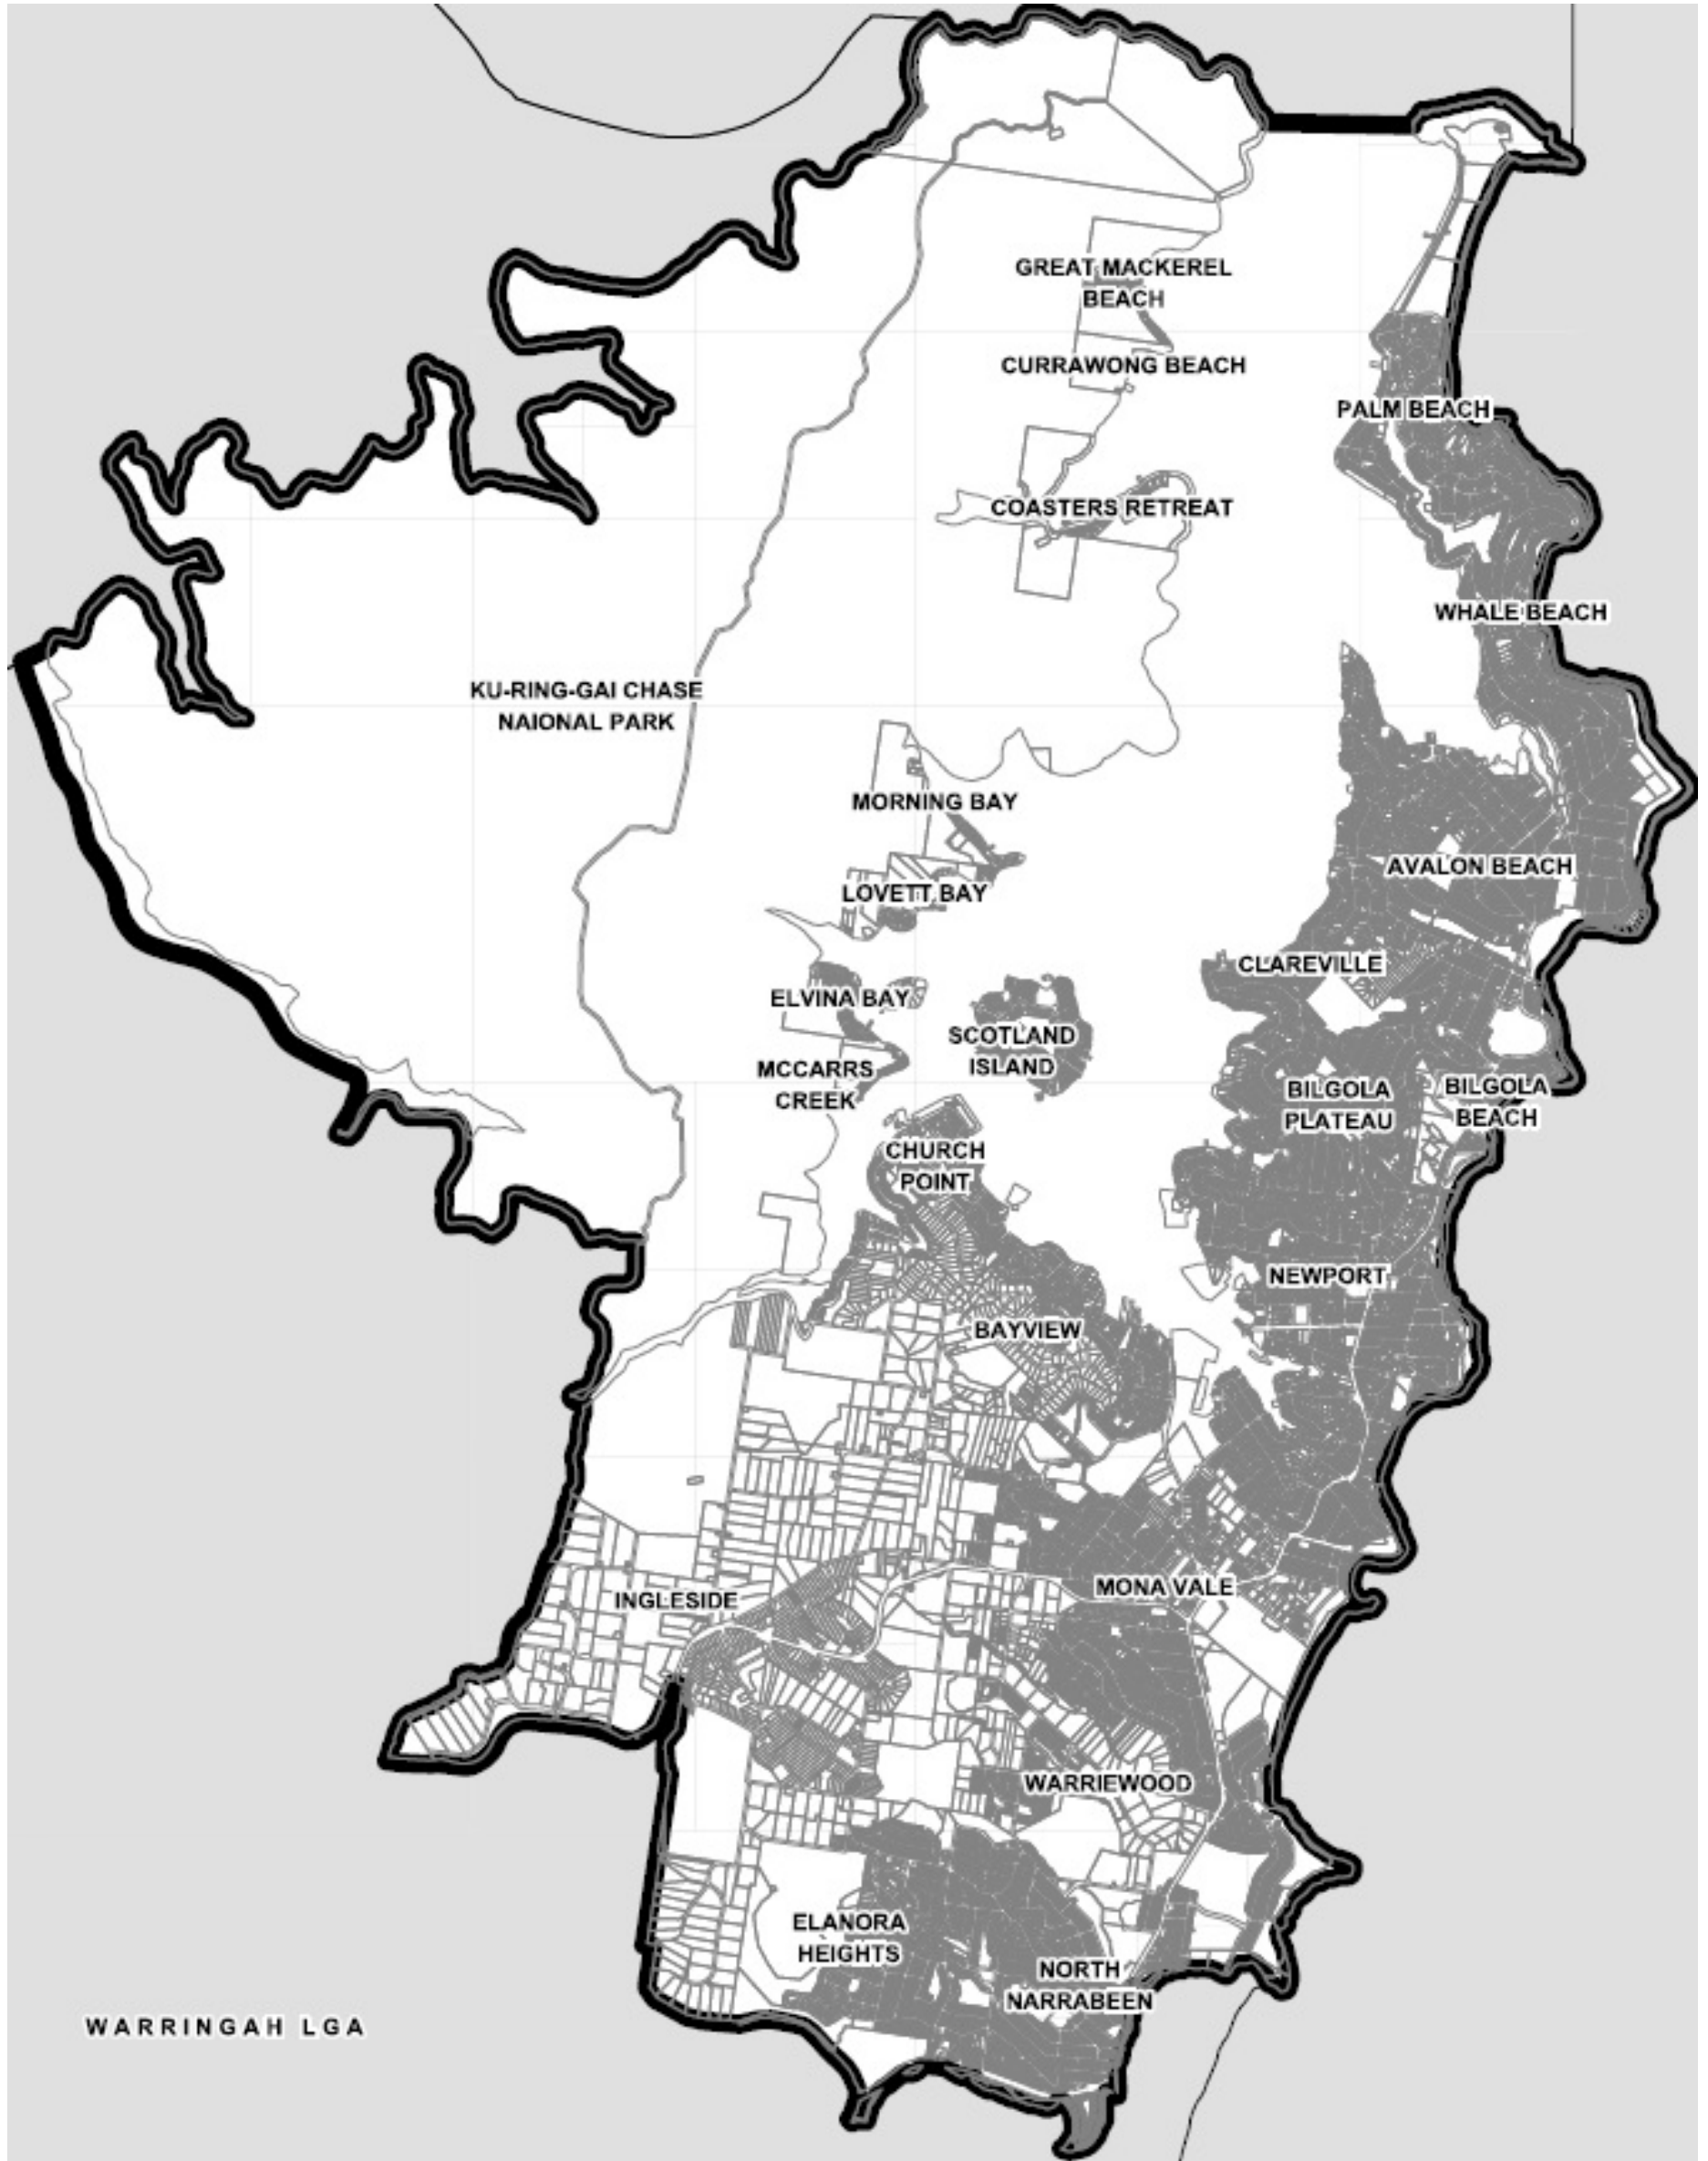 GREAT MACKEREL
BEACH
CURRAWONG BEACH
PALM BEACH
COASTERS RETREAT
WHALE BEACH
KU-RING-GAI CHASE
NAIONAL PARK
MORNING BAY
AVALON BEACH
LOVETT BAY
CLAREVILLE
ELVINA BAY
SCOTLAND
ISLAND
MCCARRS
CREEK
BILGOLA
PLATEAU
BILGOLA
BEACH
CHURCH
POINT
NEWPORT
BAYVIEW
MONA VALE
INGLESIDE
WARRIEWOOD
ELANORA
HEIGHTS
NORTH
NARRABEEN
WARRINGAH LGA